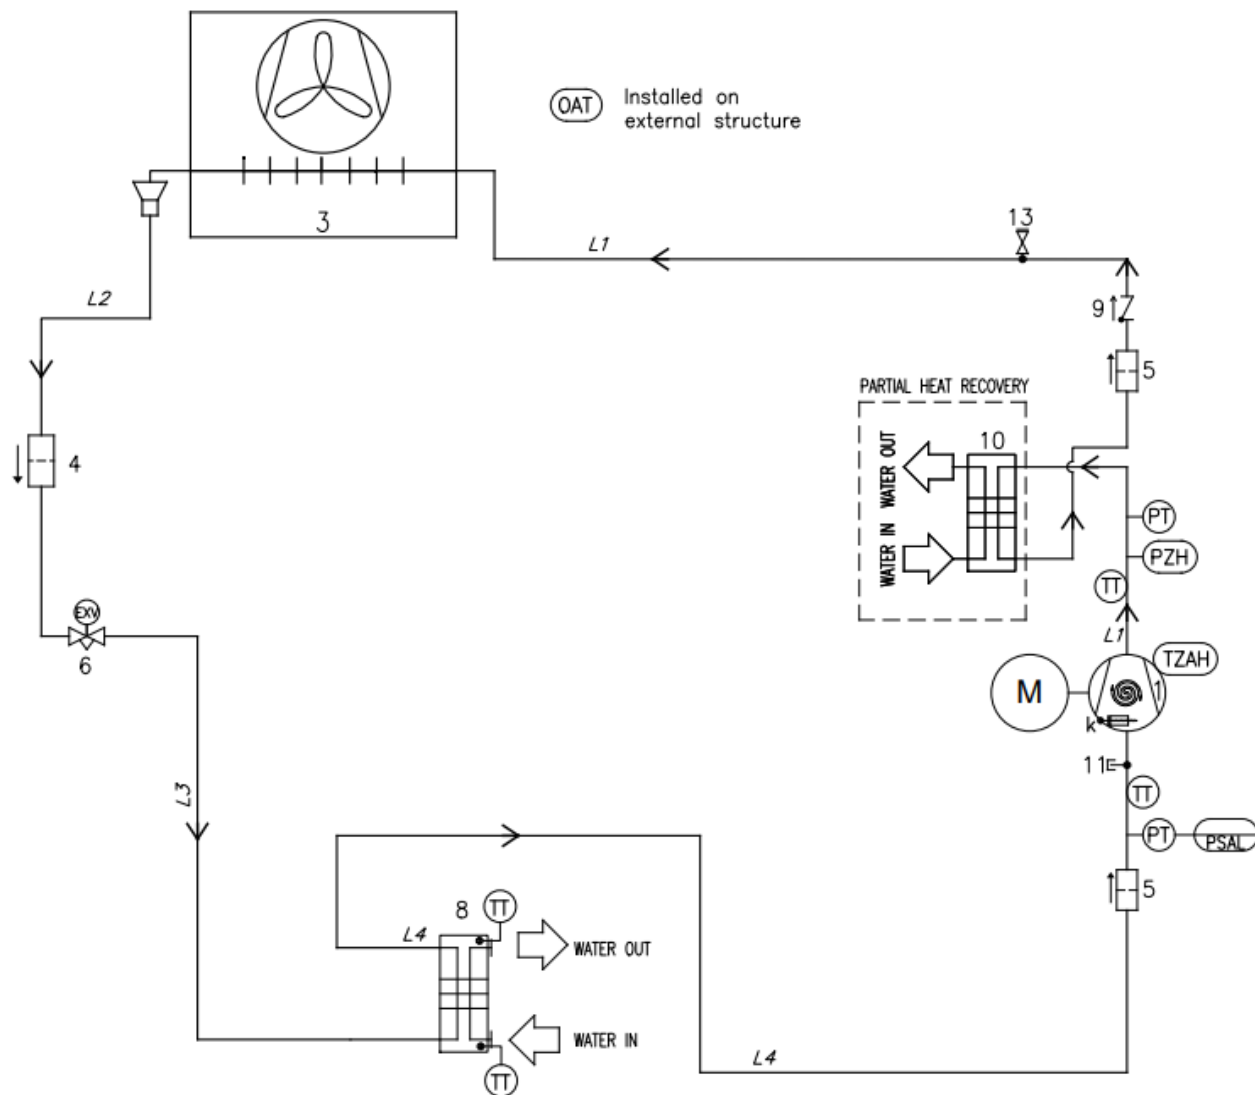 OAT
Installed on
external structure
3
13
L1
L2
9
5
PARTIAL HEAT RECOVERY
10
WATER OUT
WATER IN
4
PT
PZH
TT
L1
TZAH
M
1
k
EXV
6
11
TT
PT
PSAL
5
L3
8
TT
L4
WATER OUT
WATER IN
TT
L4